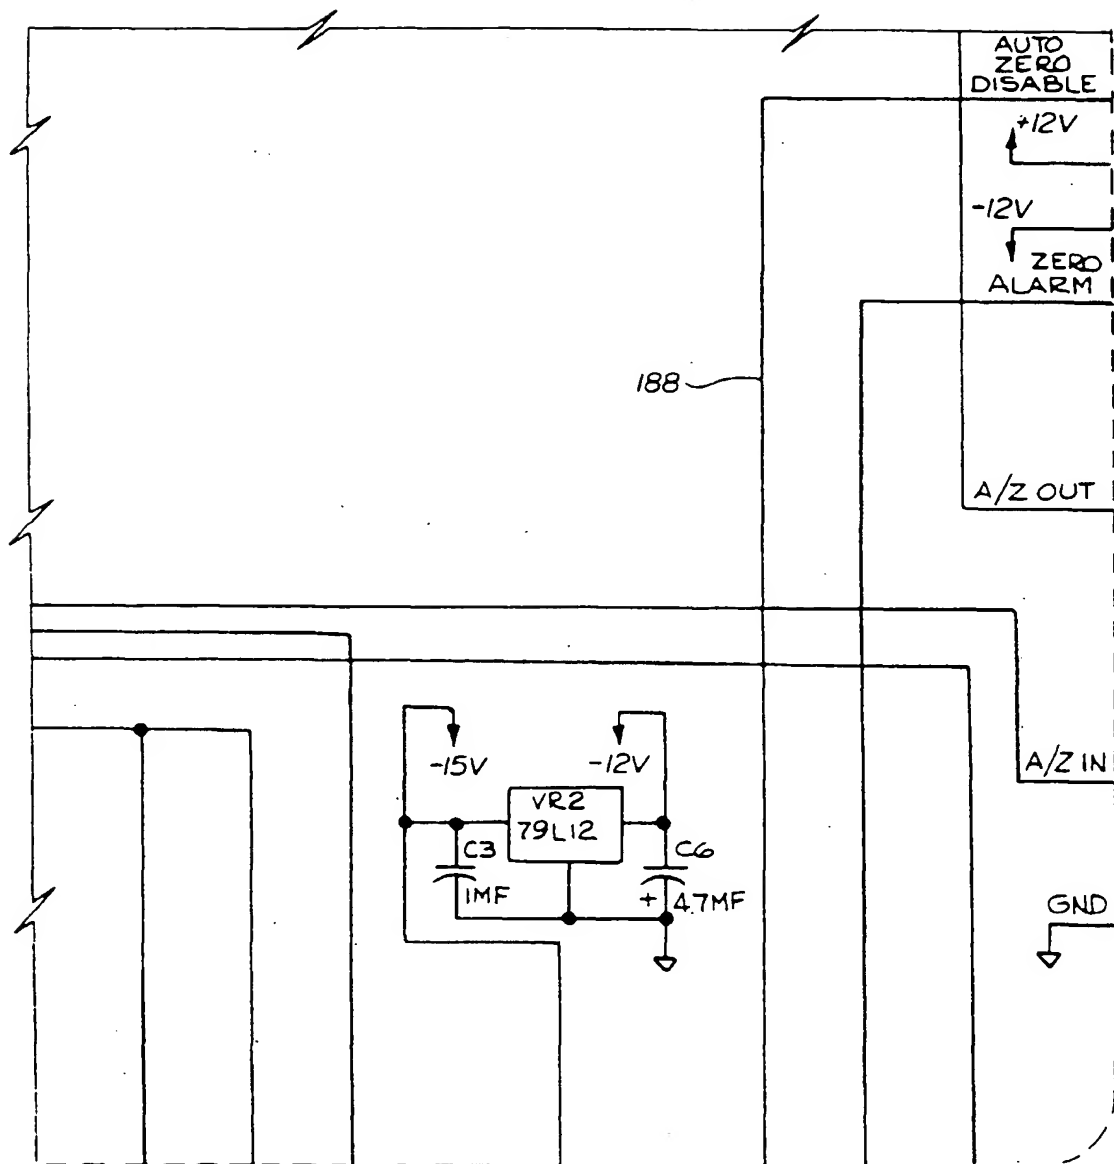 AUTO
ZERO
DISABLE
+12V
-12V
ZERO
ALARM
188
A/Z OUT
-15V
-12V
A/Z IN
VR2
79L12
C3
1MF
C6
+ 4.7MF
GND